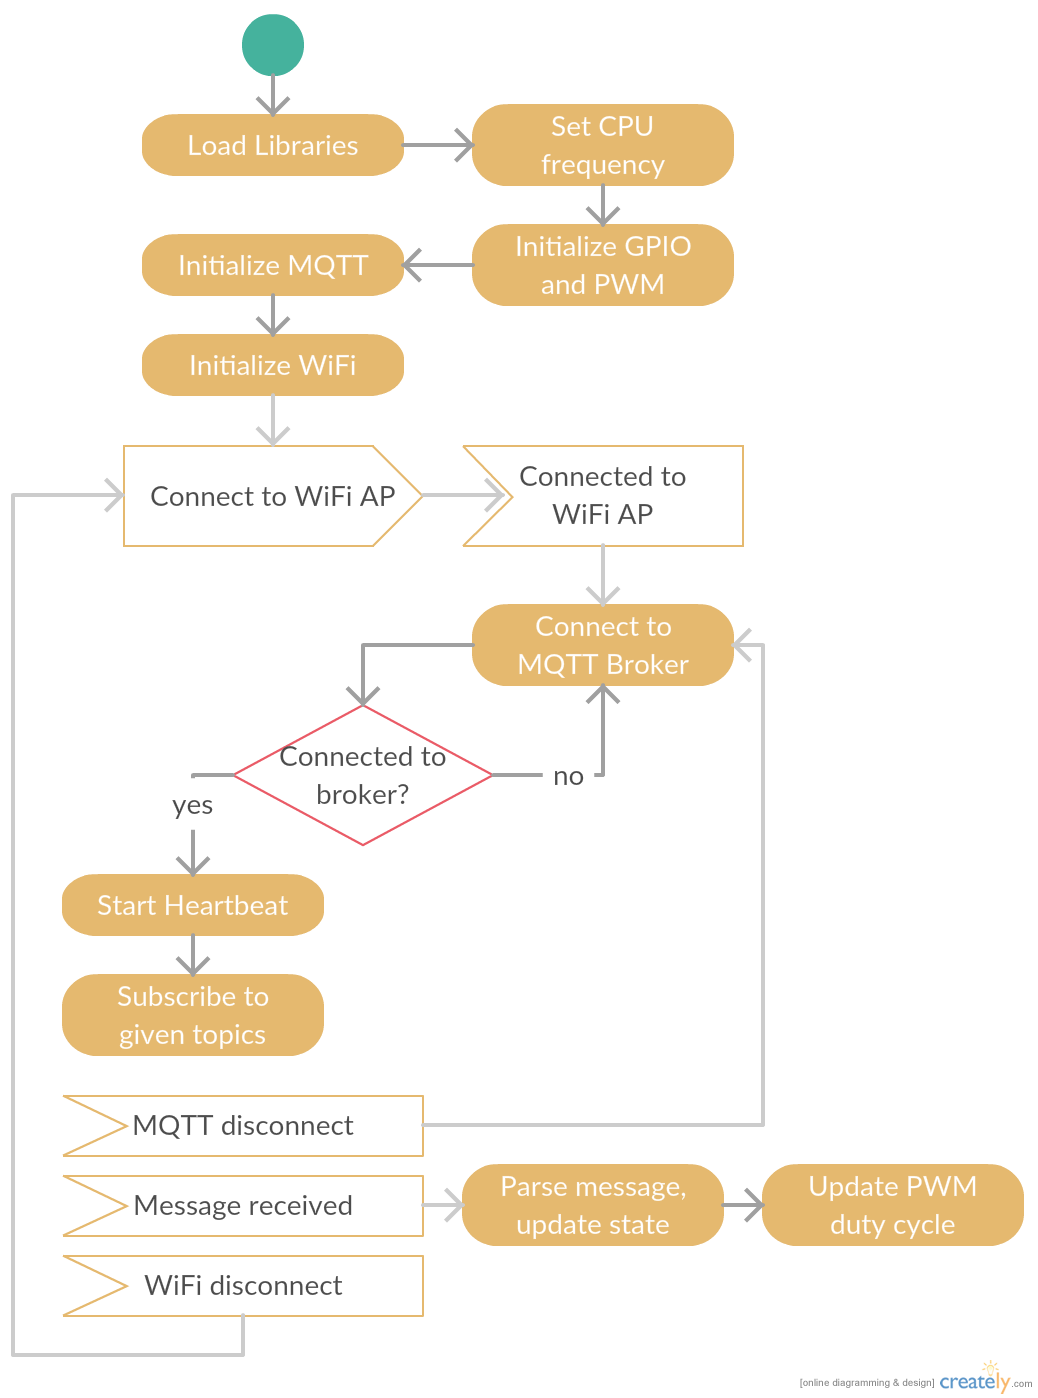 Load Libraries
Set CPU
frequency
Initialize MQTT
Initialize GPIO
and PWM
Initialize WiFi
Connect to WiFi AP
Connected to
WiFi AP
Connect to
MQTT Broker
Connected to
broker?
no
yes
Start Heartbeat
Subscribe to
given topics
MQTT disconnect
Message received
Parse message,
update state
Update PWM
duty cycle
WiFi disconnect
[online diagramming & design] creately.com